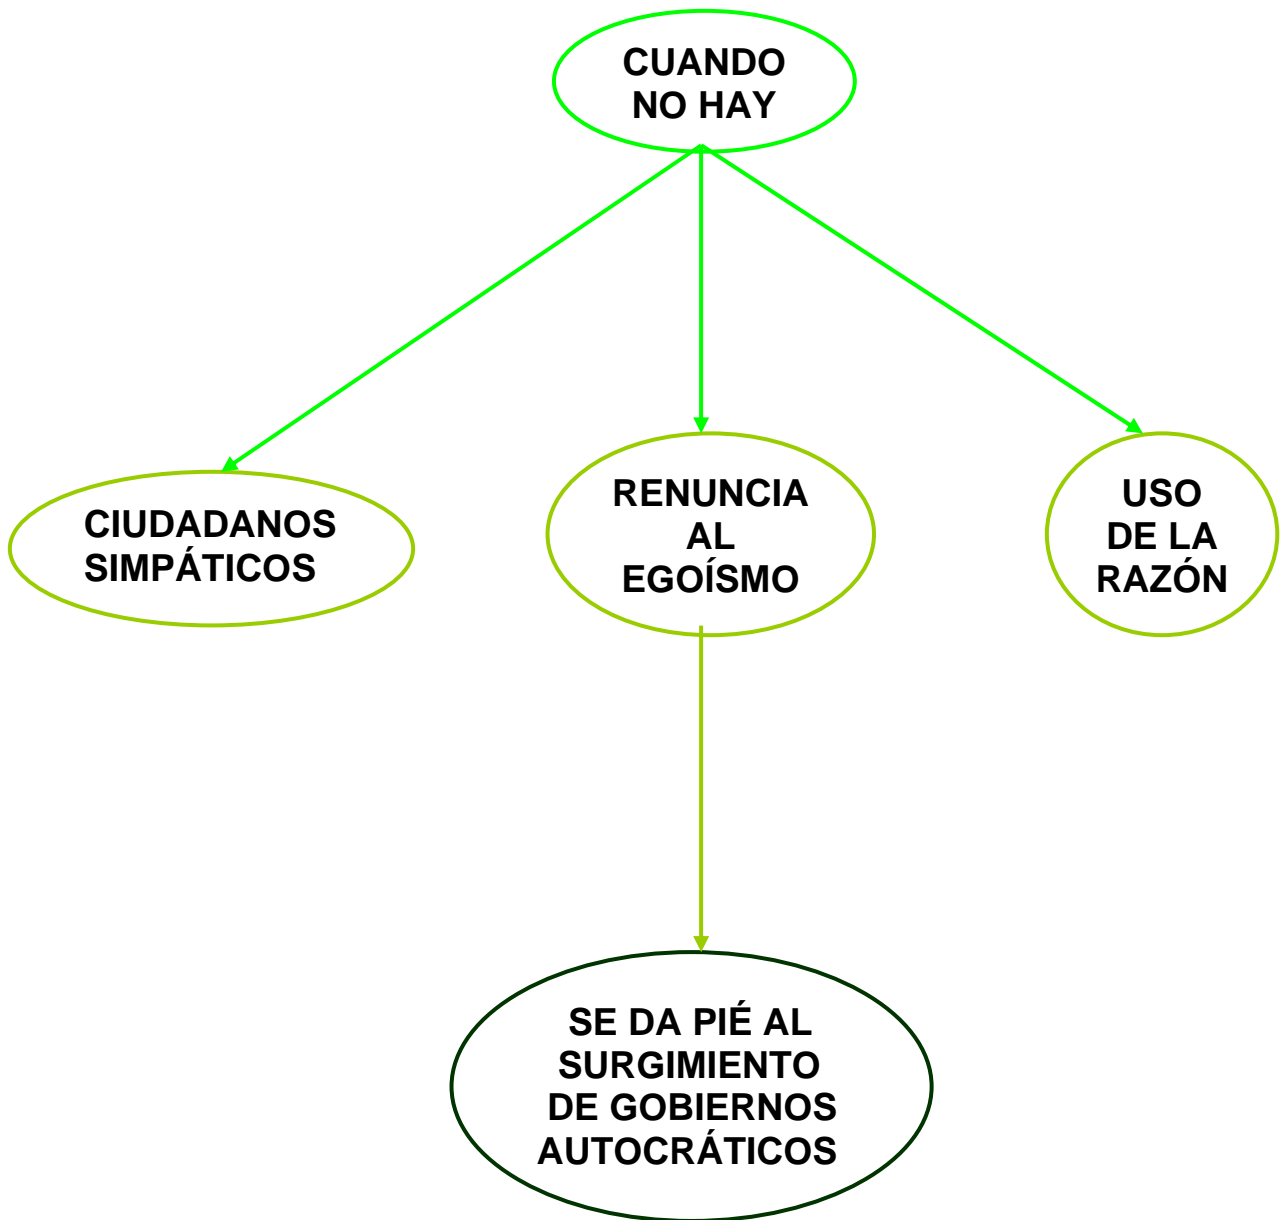 CUANDO
NO HAY
CIUDADANOS
SIMPÁTICOS
RENUNCIA
AL
EGOÍSMO
USO
DE LA
RAZÓN
SE DA PIÉ AL
SURGIMIENTO
DE GOBIERNOS
AUTOCRÁTICOS